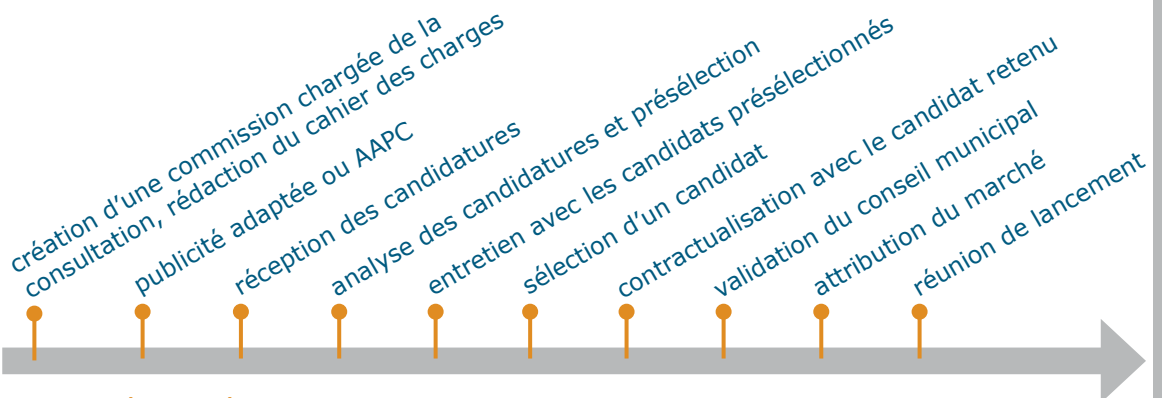 création d’une commission chargée de la
consultation, rédaction du cahier des charges
publicité adaptée ou AAPC
réception des candidatures
analyse des candidatures et présélection
entretien avec les candidats présélectionnés
sélection d’un candidat
contractualisation avec le candidat retenu
validation du conseil municipal
attribution du marché
réunion de lancement